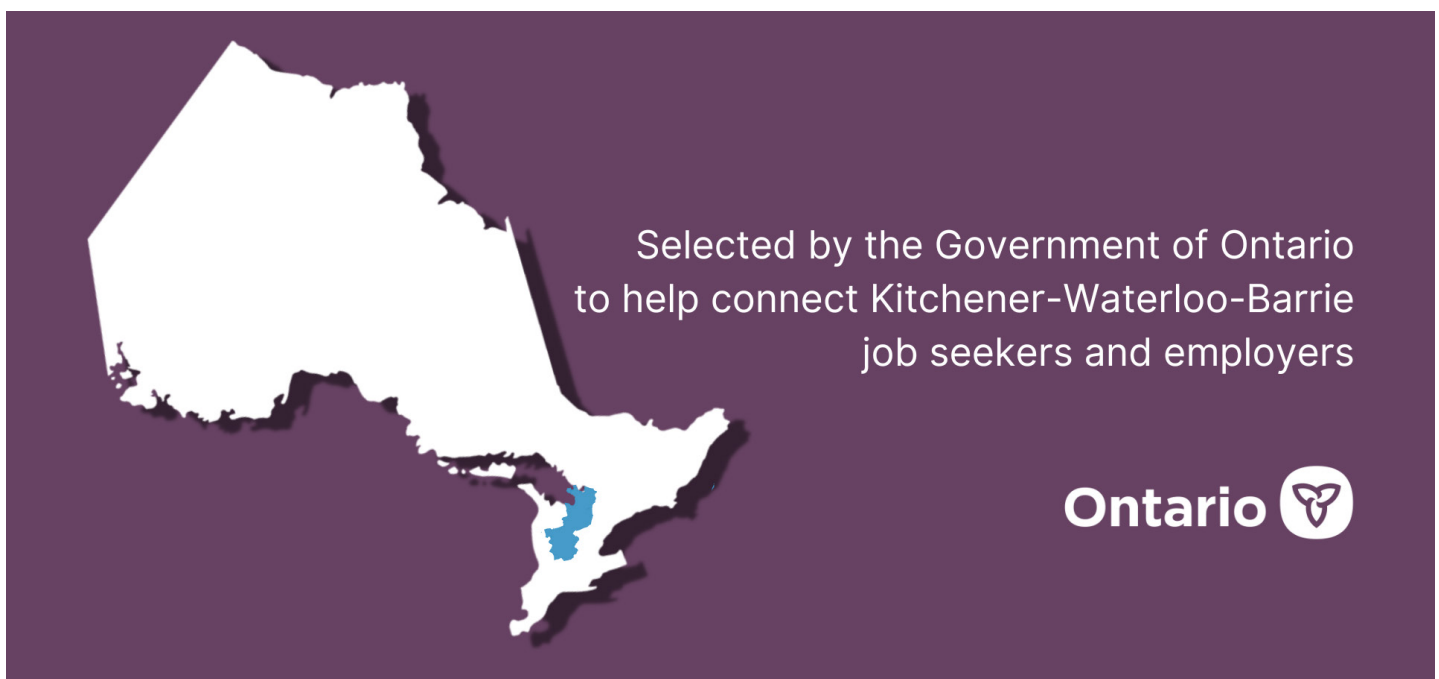 Selected by the Government of Ontario
to help connect Kitchener-Waterloo-Barrie
job seekers and employers
Ontario